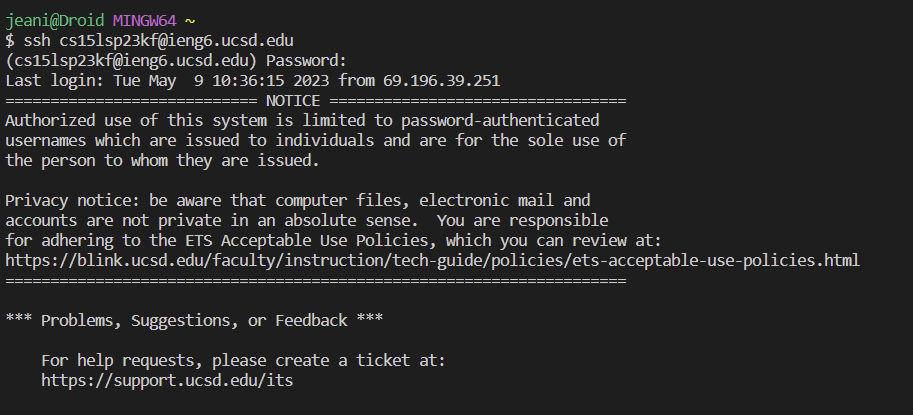 jeani@Droid MINGW64 ~
$ ssh cs15lsp23kf@ieng6.ucsd.edu
(cs15lsp23kf@ieng6.ucsd.edu) Password:
Last login: Tue May  9 10:36:15 2023 from 69.196.39.251
============================ NOTICE =================================
Authorized use of this system is limited to password-authenticated
usernames which are issued to individuals and are for the sole use of
the person to whom they are issued.

Privacy notice: be aware that computer files, electronic mail and
accounts are not private in an absolute sense.  You are responsible
for adhering to the ETS Acceptable Use Policies, which you can review at:
https://blink.ucsd.edu/faculty/instruction/tech-guide/policies/ets-acceptable-use-policies.html
=====================================================================

*** Problems, Suggestions, or Feedback ***

    For help requests, please create a ticket at:
    https://support.ucsd.edu/its